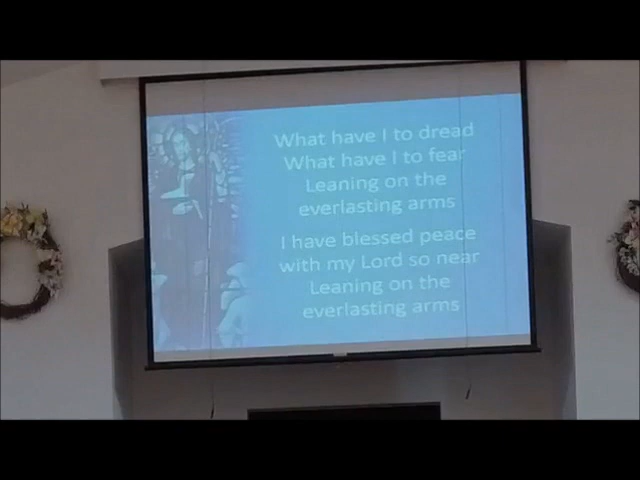 What have I to dread
What have I to fear
Leaning on the
everlasting arms
I have blessed peace
with my Lord so near
Leaning on the
everlasting arms